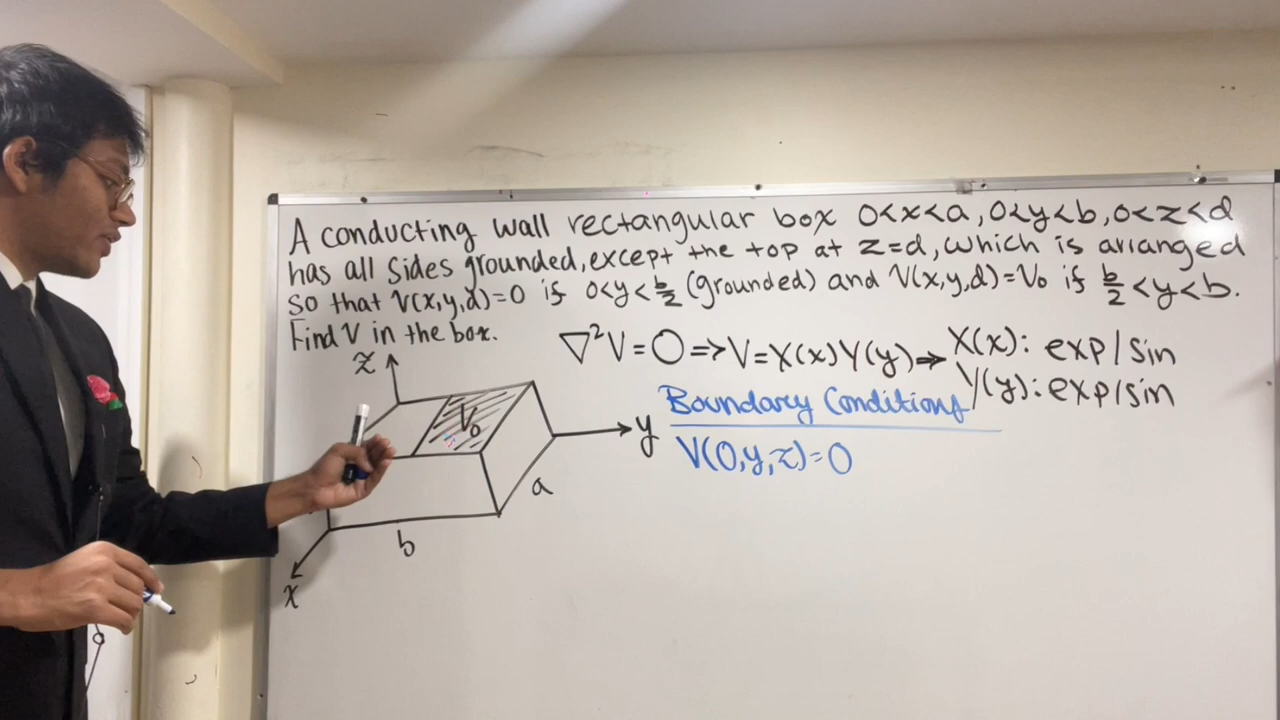 A conducting wall rectangular box 0<x<a, 0<y<b, 0<z<d
has all sides grounded, except the top at z=d, which is arranged
so that V(x,y,d)=0 if 0<y<b/2 (grounded) and V(x,y,d)=V₀ if b/2<y<b.
Find V in the box.
∇²V=0 => V=X(x)Y(y) → X(x): exp/sin
Y(y): exp/sin
Boundary Conditions
V(0,y,z)=0
z
V₀
y
a
b
x